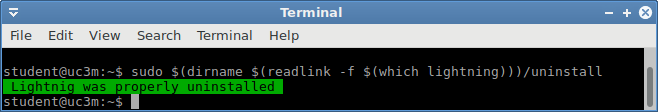 Terminal
File Edit View Search Terminal Help
student@uc3m:~$ sudo $(dirname $(readlink -f $(which lightning)))/uninstall
Lightnig was properly uninstalled
student@uc3m:~$